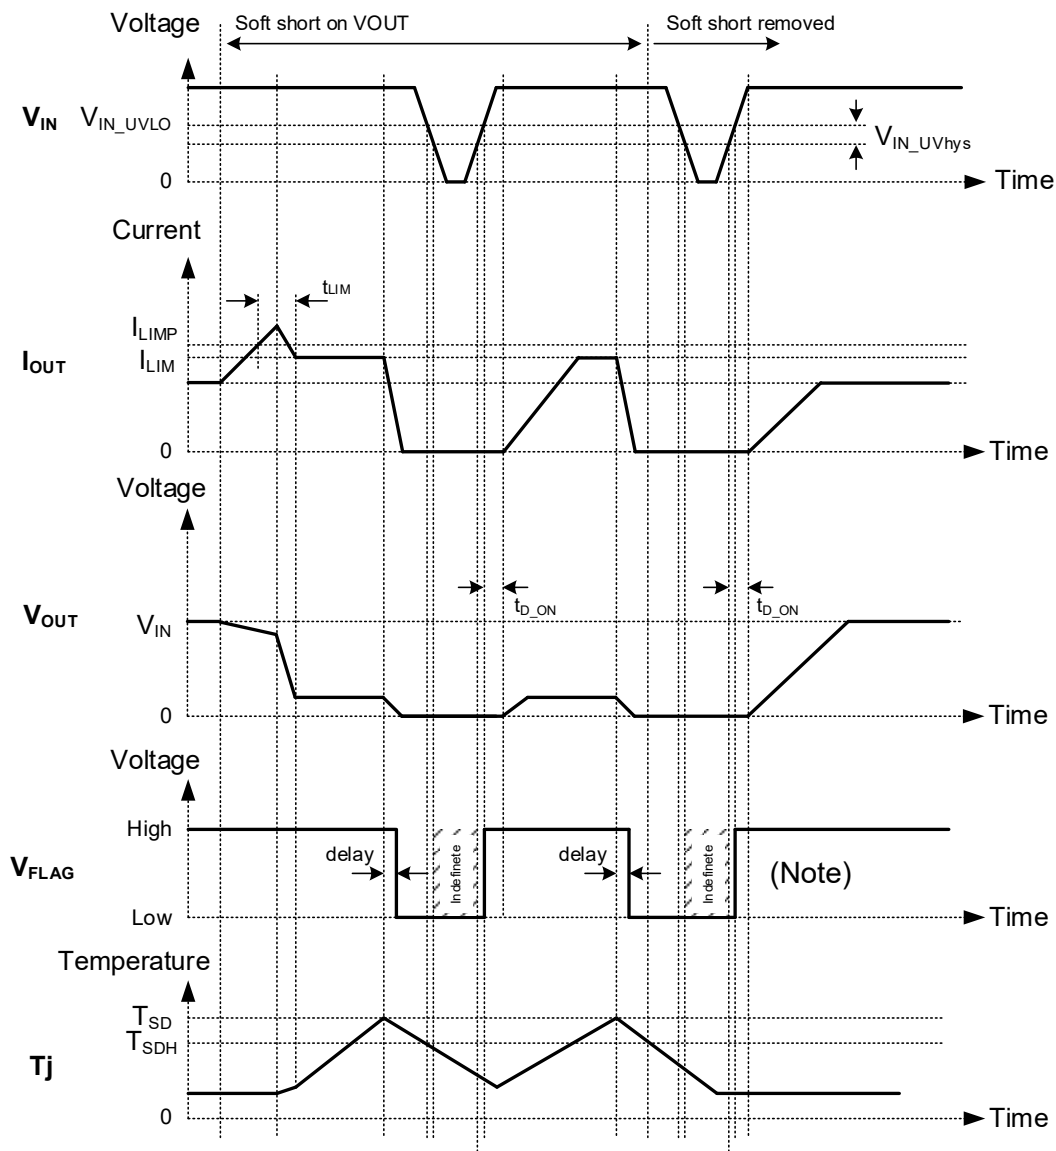 Voltage
Soft short on VOUT
Soft short removed
VIN
VIN_UVLO
VIN_UVhys
0
Time
Current
tLIM
ILIMP
IOUT
ILIM
0
Time
Voltage
tD_ON
tD_ON
VOUT
VIN
0
Time
Voltage
High
delay
Indefinete
delay
Indefinete
(Note)
VFLAG
Low
Time
Temperature
TSD
TSDH
Tj
0
Time